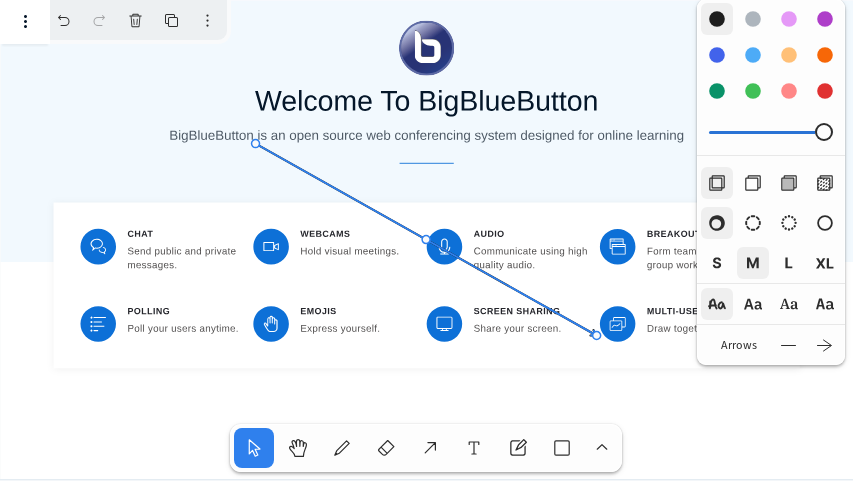 Welcome To BigBlueButton
BigBlueButton is an open source web conferencing system designed for online learning
CHAT
Send public and private
messages.
WEBCAMS
Hold visual meetings.
AUDIO
Communicate using high
quality audio.
BREAKOUT
Form team
group work
POLLING
Poll your users anytime.
EMOJIS
Express yourself.
SCREEN SHARING
Share your screen.
MULTI-USE
Draw toget
S M L XL
Aa Aa Aa Aa
Arrows
T